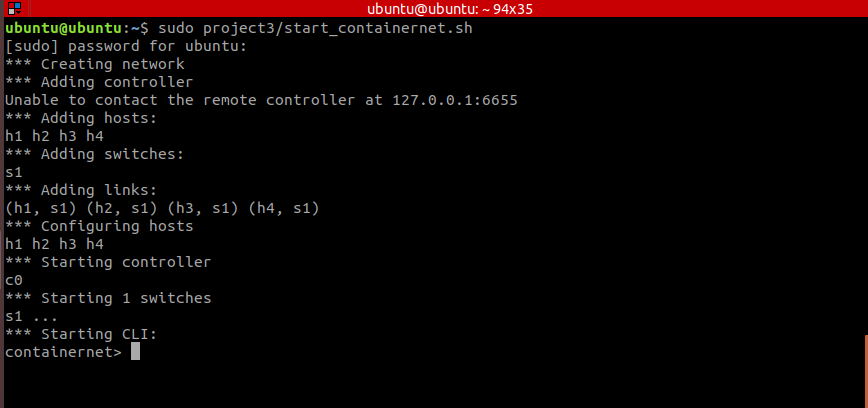 ubuntu@ubuntu: ~ 94x35
ubuntu@ubuntu:~$ sudo project3/start_containernet.sh
[sudo] password for ubuntu:
*** Creating network
*** Adding controller
Unable to contact the remote controller at 127.0.0.1:6655
*** Adding hosts:
h1 h2 h3 h4
*** Adding switches:
s1
*** Adding links:
(h1, s1) (h2, s1) (h3, s1) (h4, s1)
*** Configuring hosts
h1 h2 h3 h4
*** Starting controller
c0
*** Starting 1 switches
s1 ...
*** Starting CLI:
containernet>